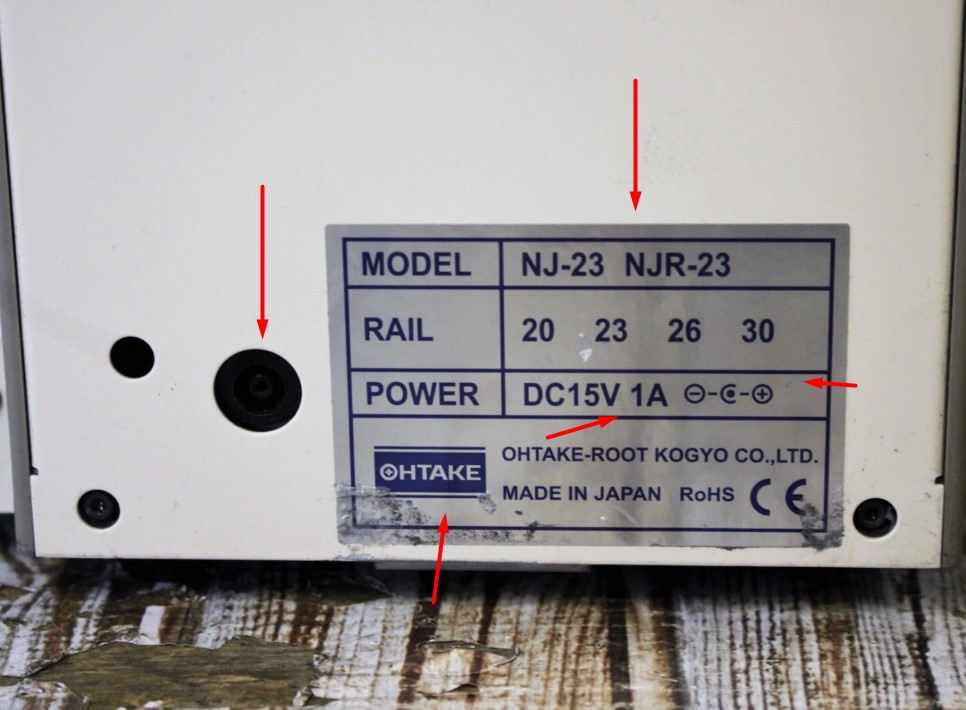 MODEL NJ-23 NJR-23
RAIL 20 23 26 30
POWER DC15V 1A
OHTAKE
OHTAKE-ROOT KOGYO CO.,LTD.
MADE IN JAPAN RoHS CE